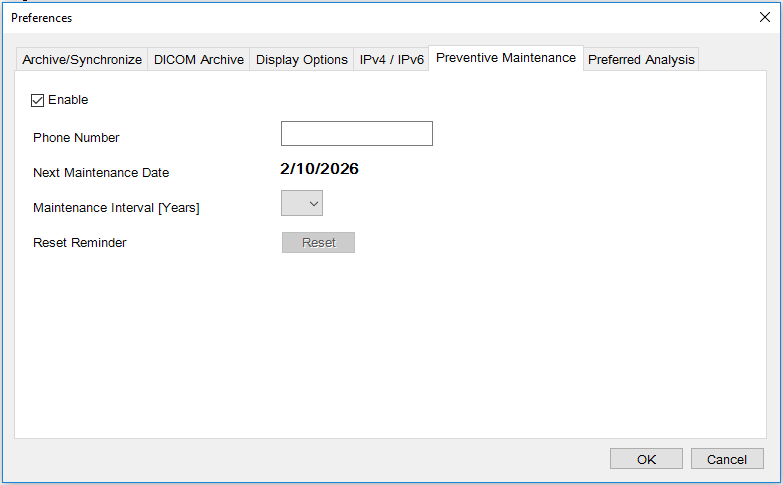 Preferences
Archive/Synchronize DICOM Archive Display Options IPv4 / IPv6 Preventive Maintenance Preferred Analysis
Enable
Phone Number
Next Maintenance Date 2/10/2026
Maintenance Interval [Years]
Reset Reminder Reset
OK Cancel